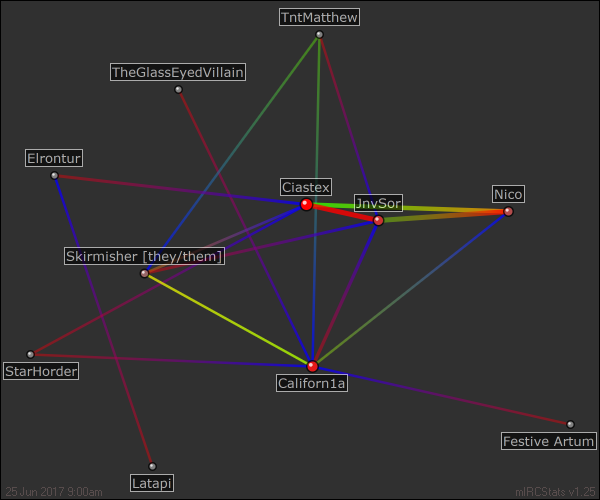 TntMatthew
TheGlassEyedVillain
Elrontur
Ciastex
JnvSor
Nico
Skirmisher [they/them]
StarHorder
Californ1a
Festive Artum
Latapi
25 Jun 2017 9:00am
mIRCStats v1.25